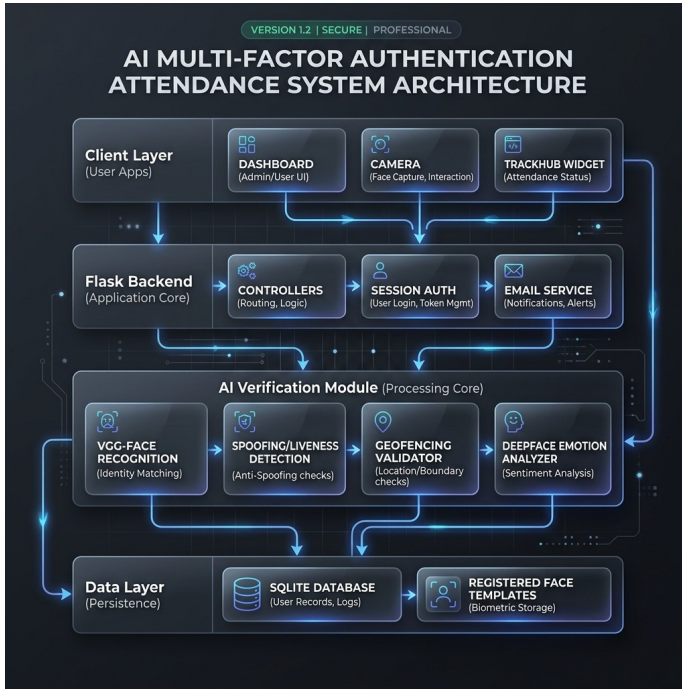 VERSION 1.2 | SECURE | PROFESSIONAL
AI MULTI-FACTOR AUTHENTICATION
ATTENDANCE SYSTEM ARCHITECTURE
Client Layer
(User Apps)
DASHBOARD
(Admin/User UI)
CAMERA
(Face Capture, Interaction)
TRACKHUB WIDGET
(Attendance Status)
Flask Backend
(Application Core)
CONTROLLERS
(Routing, Logic)
SESSION AUTH
(User Login, Token Mgmt)
EMAIL SERVICE
(Notifications, Alerts)
AI Verification Module (Processing Core)
VGG-FACE
RECOGNITION
(Identity Matching)
SPOOFING/LIVENESS
DETECTION
(Anti-Spoofing checks)
GEOFENCING
VALIDATOR
(Location/Boundary
checks)
DEEPFACE EMOTION
ANALYZER
(Sentiment Analysis)
Data Layer
(Persistence)
SQLITE DATABASE
(User Records, Logs)
REGISTERED FACE
TEMPLATES
(Biometric Storage)